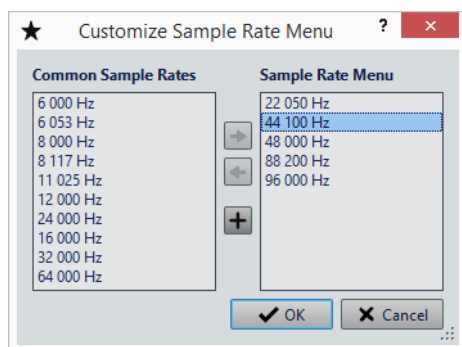 Customize Sample Rate Menu
?
Common Sample Rates
6 000 Hz
6 053 Hz
8 000 Hz
8 117 Hz
11 025 Hz
12 000 Hz
24 000 Hz
16 000 Hz
32 000 Hz
64 000 Hz
Sample Rate Menu
22 050 Hz
44 100 Hz
48 000 Hz
88 200 Hz
96 000 Hz
OK
Cancel